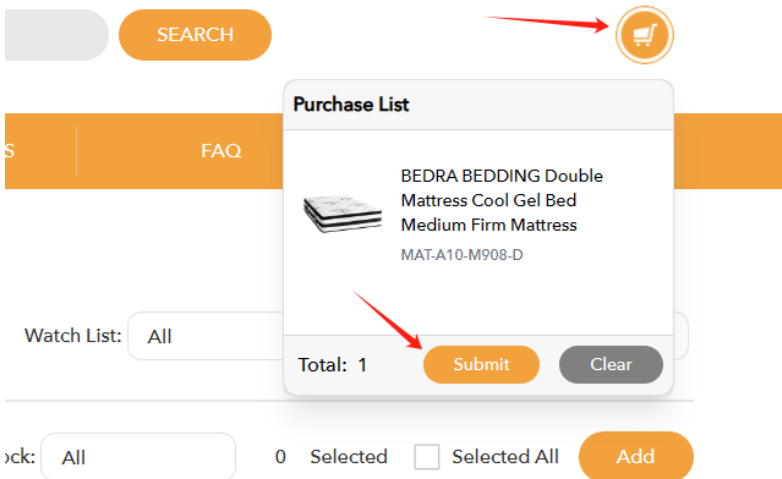 SEARCH
Purchase List
S
FAQ
BEDRA BEDDING Double
Mattress Cool Gel Bed
Medium Firm Mattress
MAT-A10-M908-D
Watch List: All
Total: 1 Submit Clear
ock: All 0 Selected Selected All Add